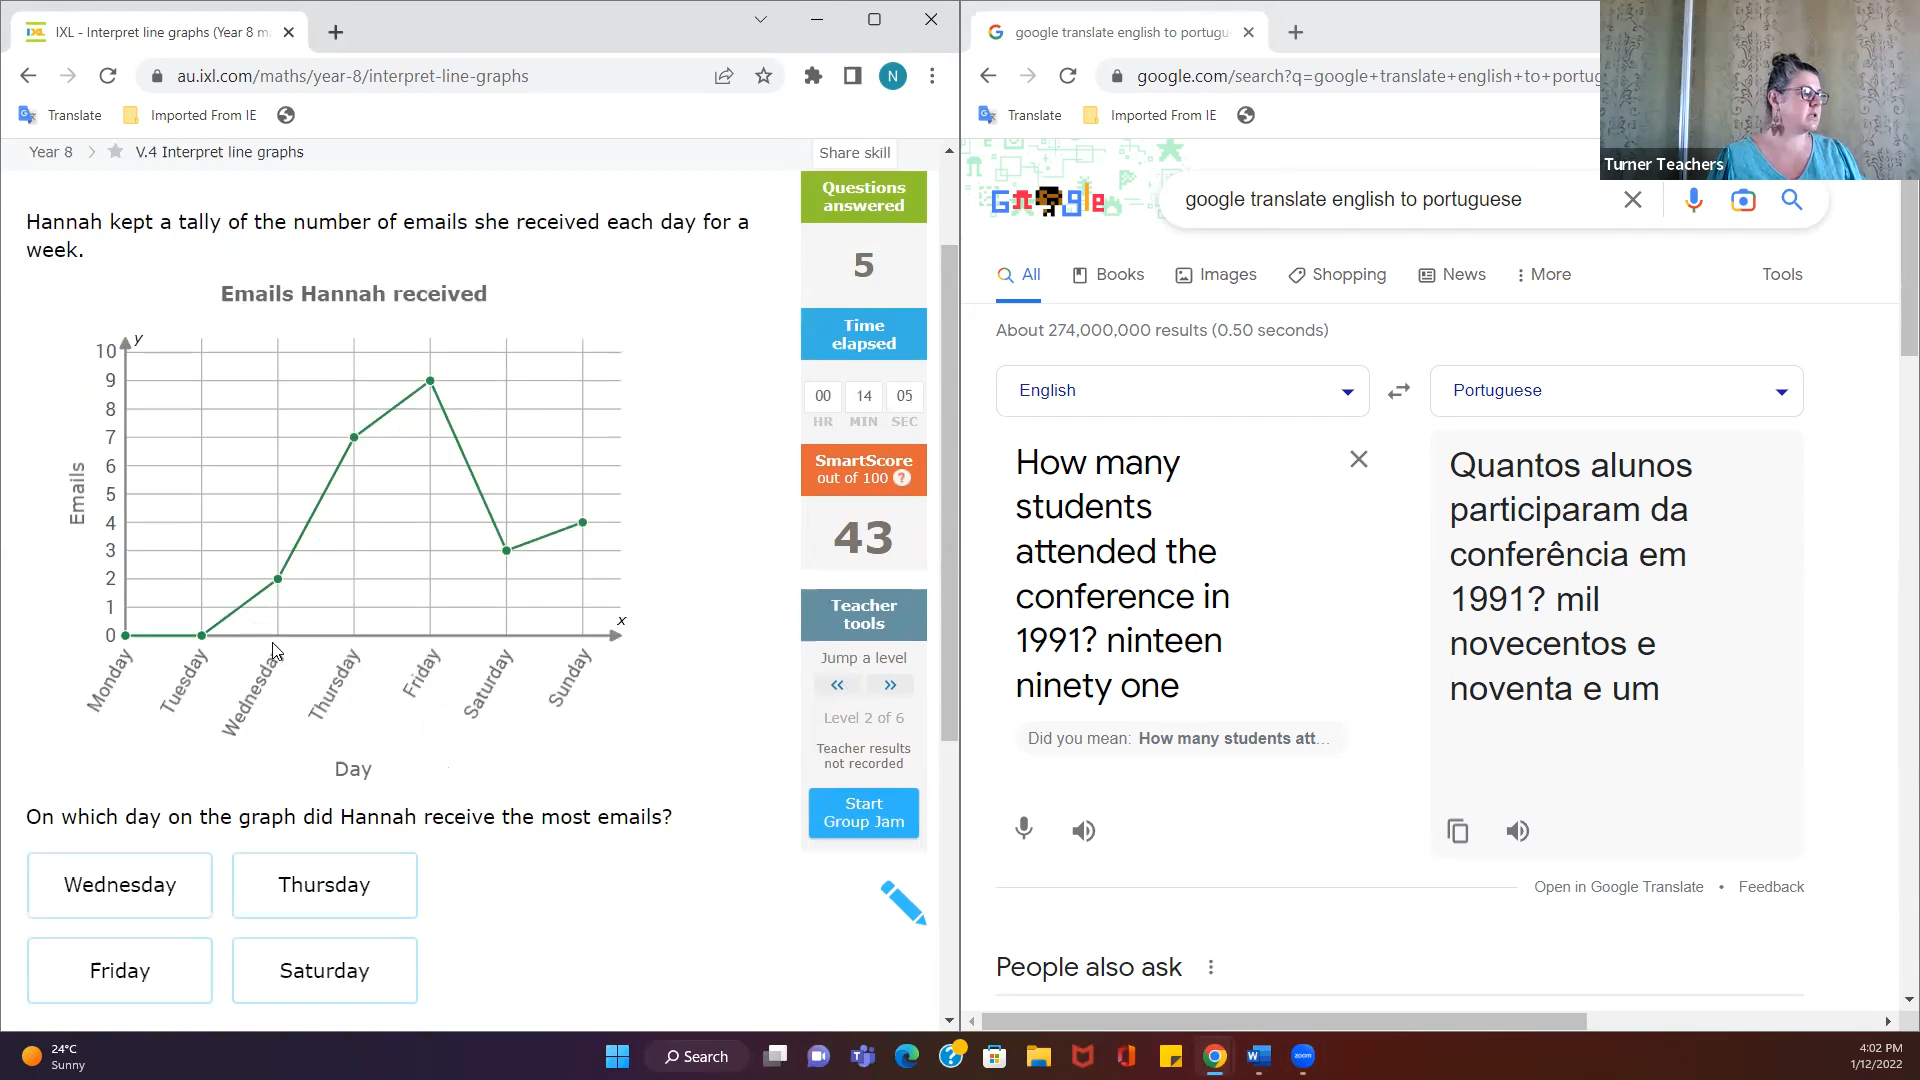 IXL - Interpret line graphs (Year 8 m
au.ixl.com/maths/year-8/interpret-line-graphs
N
Translate
Imported From IE
Year 8
V.4 Interpret line graphs
Share skill
Hannah kept a tally of the number of emails she received each day for a
week.
Emails Hannah received
y
10
9
8
7
6
5
4
3
2
1
0
x
Emails
Monday
Tuesday
Wednesday
Thursday
Friday
Saturday
Sunday
Day
On which day on the graph did Hannah receive the most emails?
Wednesday
Thursday
Friday
Saturday
Questions
answered
5
Time
elapsed
00 14 05
HR MIN SEC
SmartScore
out of 100 ?
43
Teacher
tools
Jump a level
Level 2 of 6
Teacher results
not recorded
Start
Group Jam
google translate english to portugu
google.com/search?q=google+translate+english+to+portug
Translate
Imported From IE
Turner Teachers
Google
google translate english to portuguese
All
Books
Images
Shopping
News
More
Tools
About 274,000,000 results (0.50 seconds)
English
Portuguese
How many
students
attended the
conference in
1991? ninteen
ninety one
Did you mean: How many students att...
Quantos alunos
participaram da
conferência em
1991? mil
novecentos e
noventa e um
Open in Google Translate • Feedback
People also ask
24°C
Sunny
Search
zoom
4:02 PM
1/12/2022